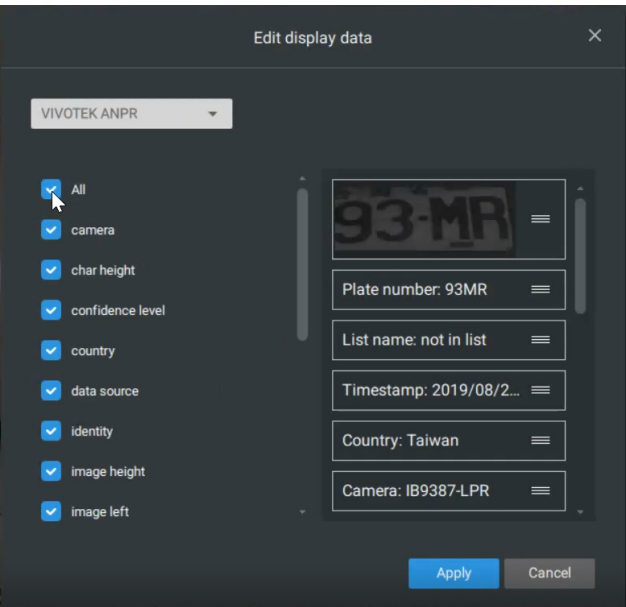 Edit display data
VIVOTEK ANPR
All
camera
char height
confidence level
country
data source
identity
image height
image left
93-MR
Plate number: 93MR
List name: not in list
Timestamp: 2019/08/2...
Country: Taiwan
Camera: IB9387-LPR
Apply
Cancel